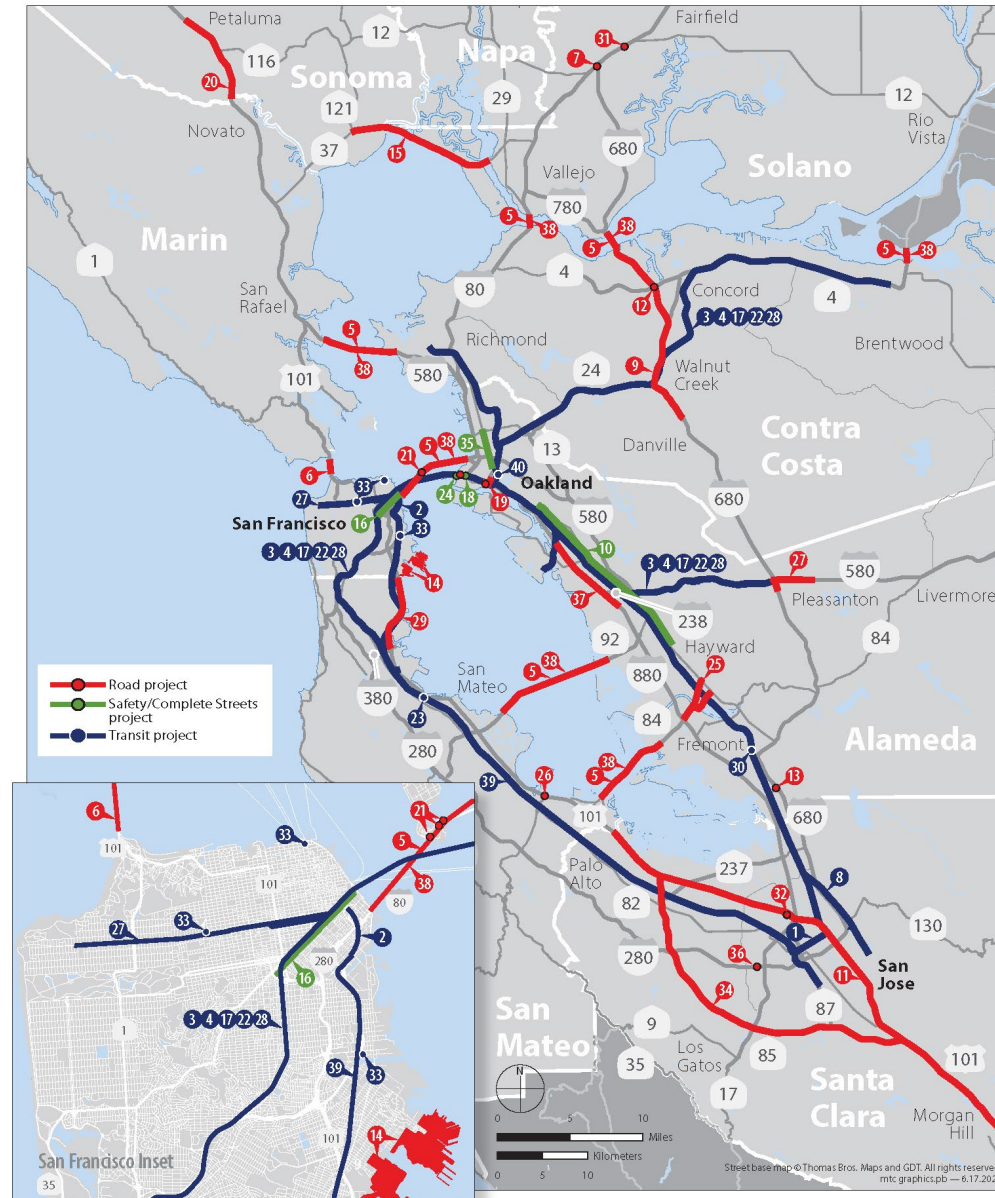 Petaluma
12
Napa
Fairfield
31
7
116
Sonoma
29
12
20
121
Rio
Vista
Novato
37
15
680
Vallejo
Solano
780
5
38
5
38
5
38
Marin
1
4
80
12
Concord
4
San
Rafael
3 4 17 22 28
5
38
Richmond
Brentwood
580
24
9
Walnut
Creek
101
Contra
Costa
Danville
35
13
5
38
21
6
40
Oakland
33
27
24
18
19
680
San Francisco
16
2
33
580
10
3 4 17 22 28
3 4 17 22 28
27
580
14
Pleasanton
Livermore
37
29
238
92
Hayward
84
25
880
San
Mateo
5
38
Road project
Safety/Complete Streets
project
Transit project
380
23
84
Fremont
Alameda
280
30
38
5
39
26
13
101
680
Palo
Alto
237
8
82
32
130
1
36
280
San
Jose
11
34
87
San
Mateo
9
85
101
35
Los
Gatos
Santa
Clara
17
Morgan
Hill
N
0 5 10
Miles
0 5 10
Kilometers
Street base map © Thomas Bros. Maps and GDT. All rights reserve
mtc graphics.pb — 6.17.202
6
21
101
33
5
101
38
80
33
27
2
280
16
1
3 4 17 22 28
39
33
101
14
San Francisco Inset
35